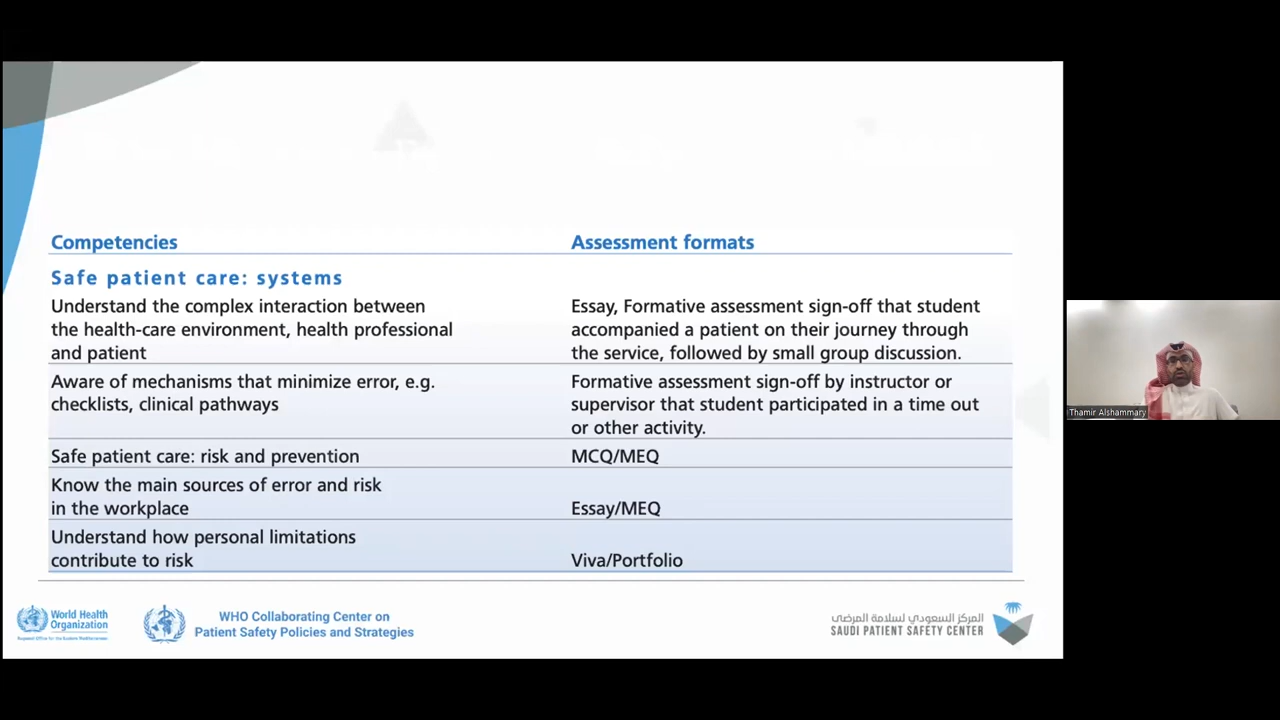 Competencies
Assessment formats
Safe patient care: systems
Understand the complex interaction between
the health-care environment, health professional
and patient
Essay, Formative assessment sign-off that student
accompanied a patient on their journey through
the service, followed by small group discussion.
Aware of mechanisms that minimize error, e.g.
checklists, clinical pathways
Formative assessment sign-off by instructor or
supervisor that student participated in a time out
or other activity.
Safe patient care: risk and prevention
MCQ/MEQ
Know the main sources of error and risk
in the workplace
Essay/MEQ
Understand how personal limitations
contribute to risk
Viva/Portfolio
World Health
Organization
Regional Office for the Eastern Mediterranean
WHO Collaborating Center on
Patient Safety Policies and Strategies
المركز السعودي لسلامة المرضى
SAUDI PATIENT SAFETY CENTER
Thamir Alshammary